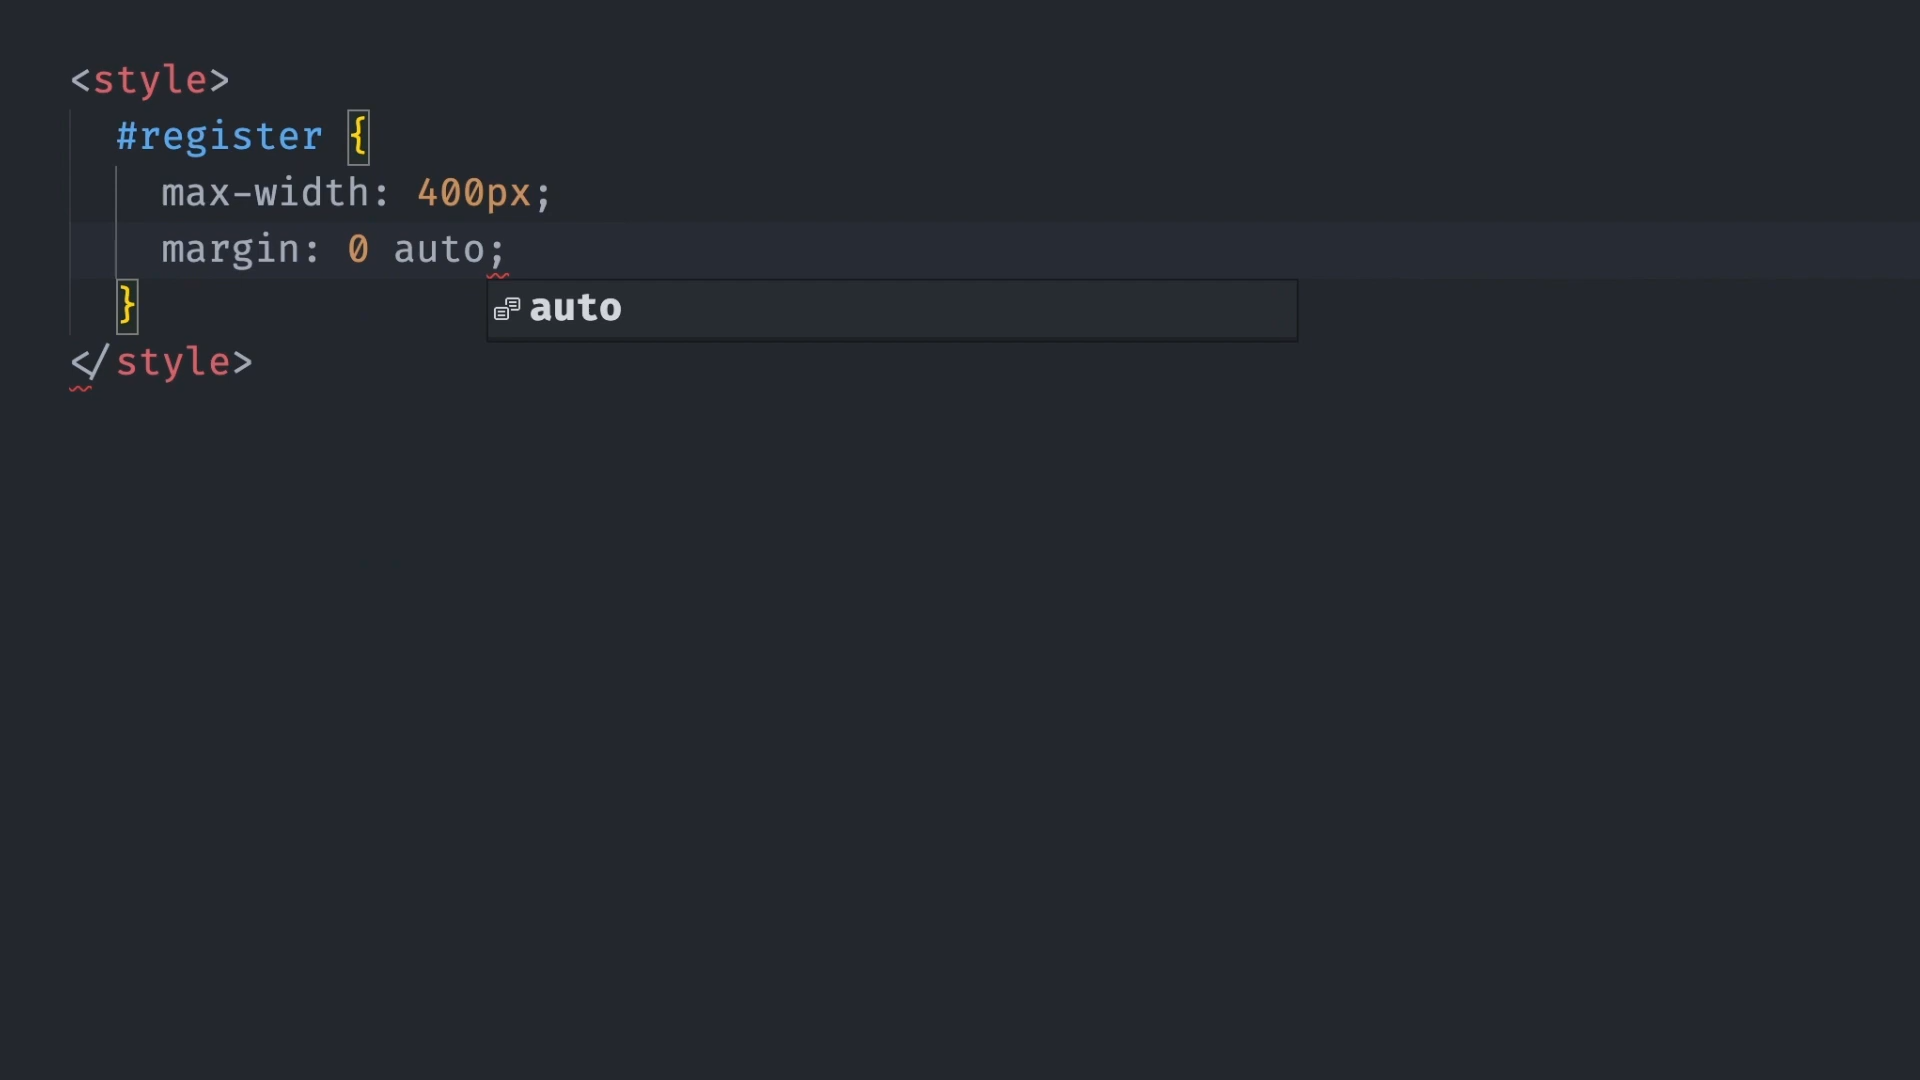 <style>
#register {
max-width: 400px;
margin: 0 auto;
}
auto
</style>